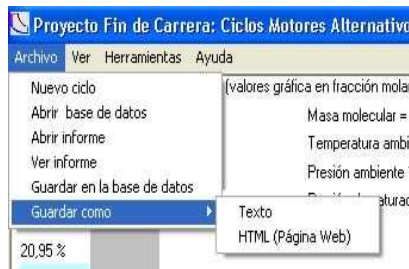 Proyecto Fin de Carrera: Ciclos Motores Alternativo
Archivo Ver Herramientas Ayuda
Nuevo ciclo
(valores gráfica en fracción mola
Abrir base de datos
Masa molecular =
Abrir informe
Temperatura ambi
Ver informe
Presión ambiente
Guardar en la base de datos
Guardar como
Texto
HTML (Página Web)
20,95 %